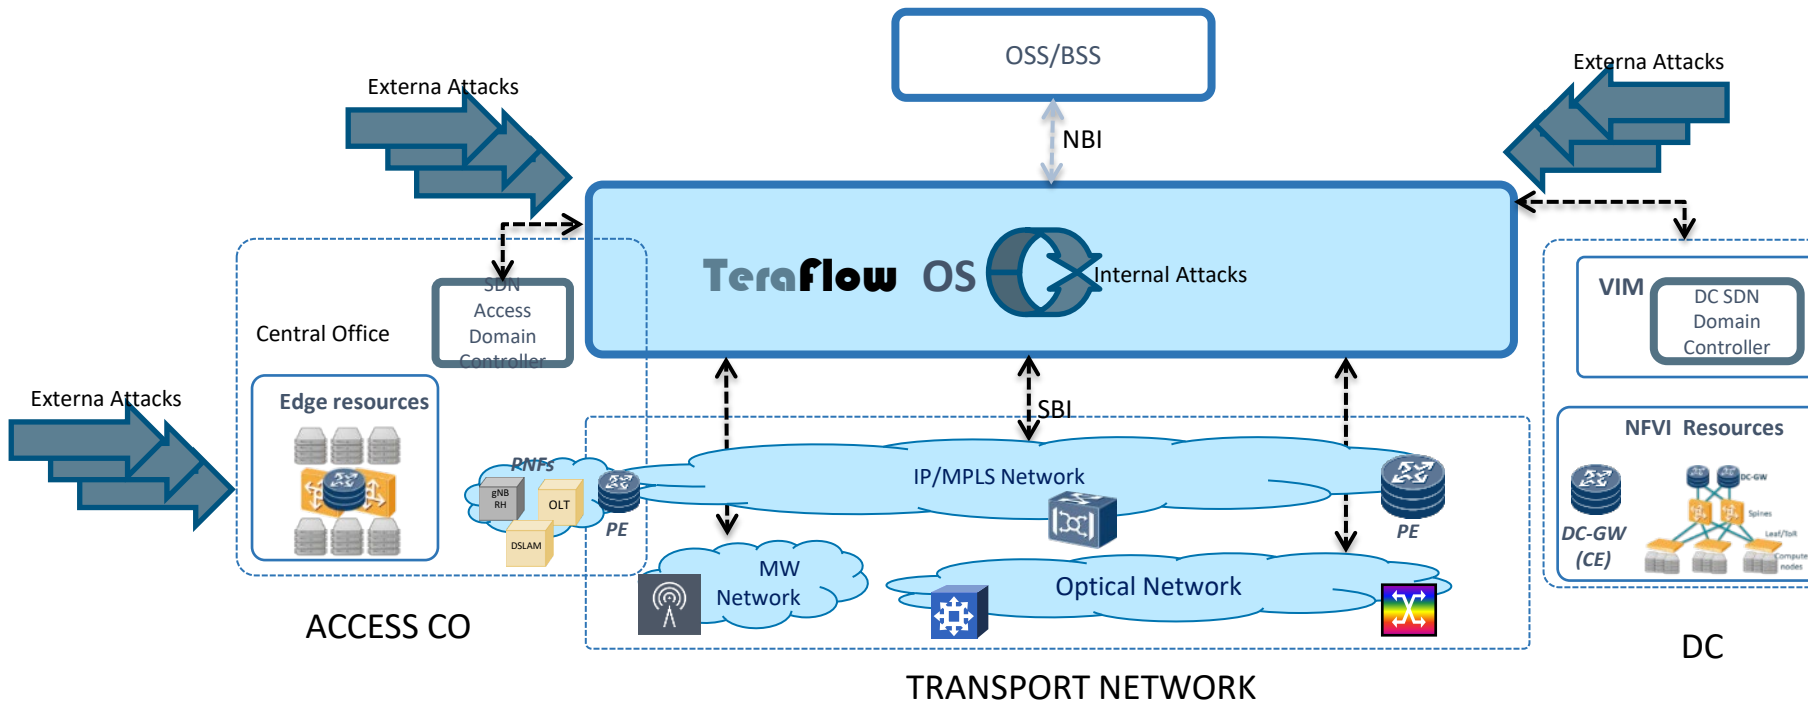 OSS/BSS
Externa Attacks
Externa Attacks
NBI
TeraFlow OS
Internal Attacks
SDN
Access
Domain
Controller
Central Office
VIM
DC SDN
Domain
Controller
Externa Attacks
Edge resources
SBI
NFVI Resources
PNFs
gNB
RH
OLT
DSLAM
PE
IP/MPLS Network
PE
DC-GW
(CE)
DC-GW
Spines
Leaf/ToR
Compute
nodes
MW
Network
Optical Network
ACCESS CO
DC
TRANSPORT NETWORK